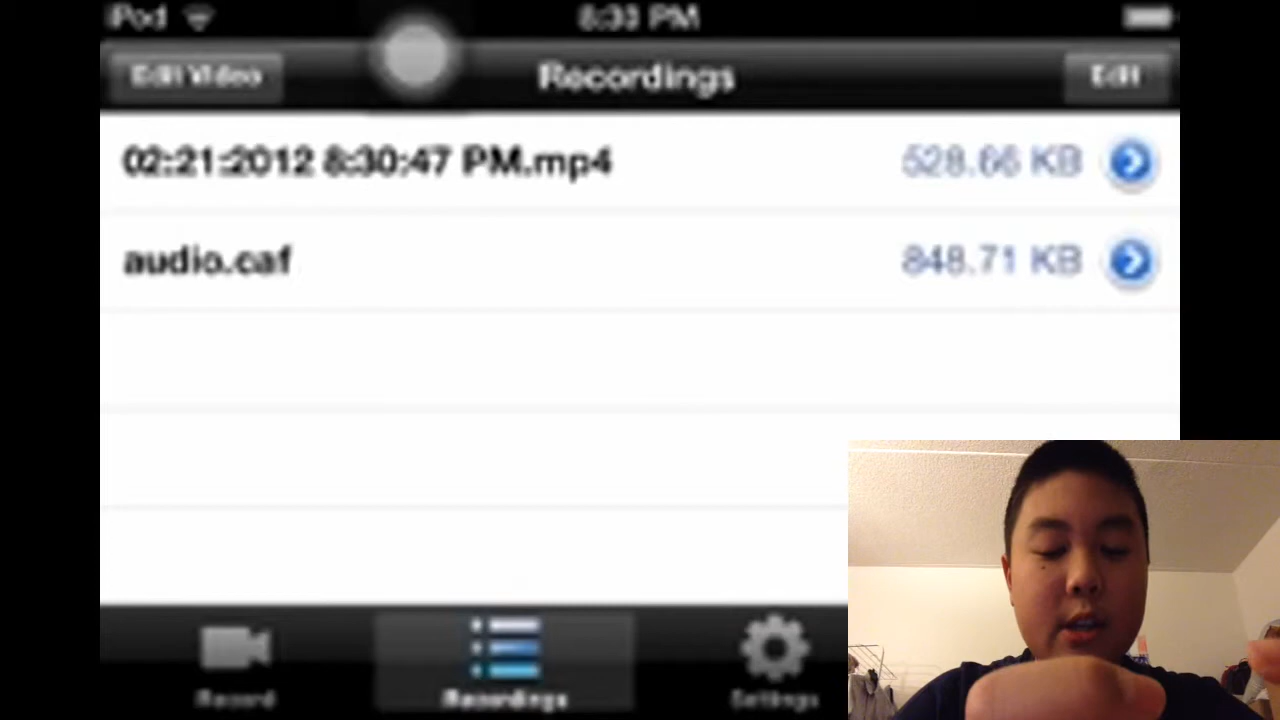 iPod 8:30 PM
Edit Video Recordings Edit
02:21:2012 8:30:47 PM.mp4 528.66 KB
audio.caf 848.71 KB
Record Recordings Settings